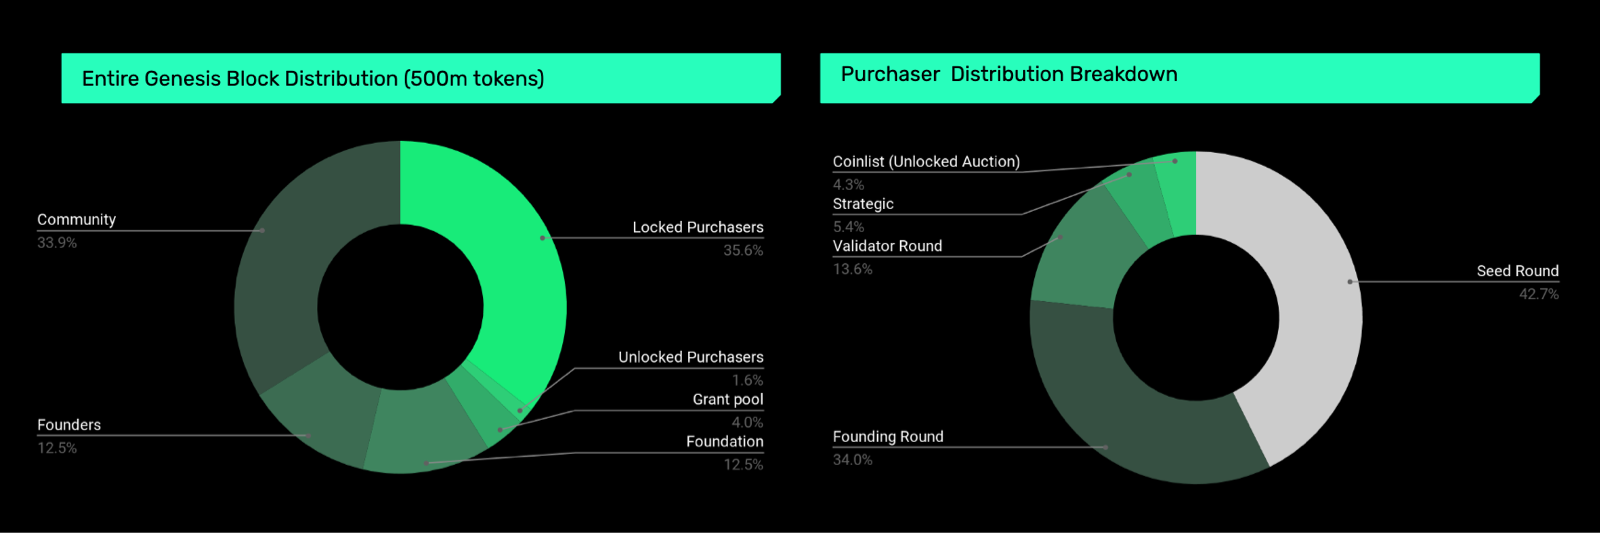 Entire Genesis Block Distribution (500m tokens)
Community
33.9%
Founders
12.5%
Locked Purchasers
35.6%
Unlocked Purchasers
1.6%
Grant pool
4.0%
Foundation
12.5%
Purchaser  Distribution Breakdown
Coinlist (Unlocked Auction)
4.3%
Strategic
5.4%
Validator Round
13.6%
Founding Round
34.0%
Seed Round
42.7%